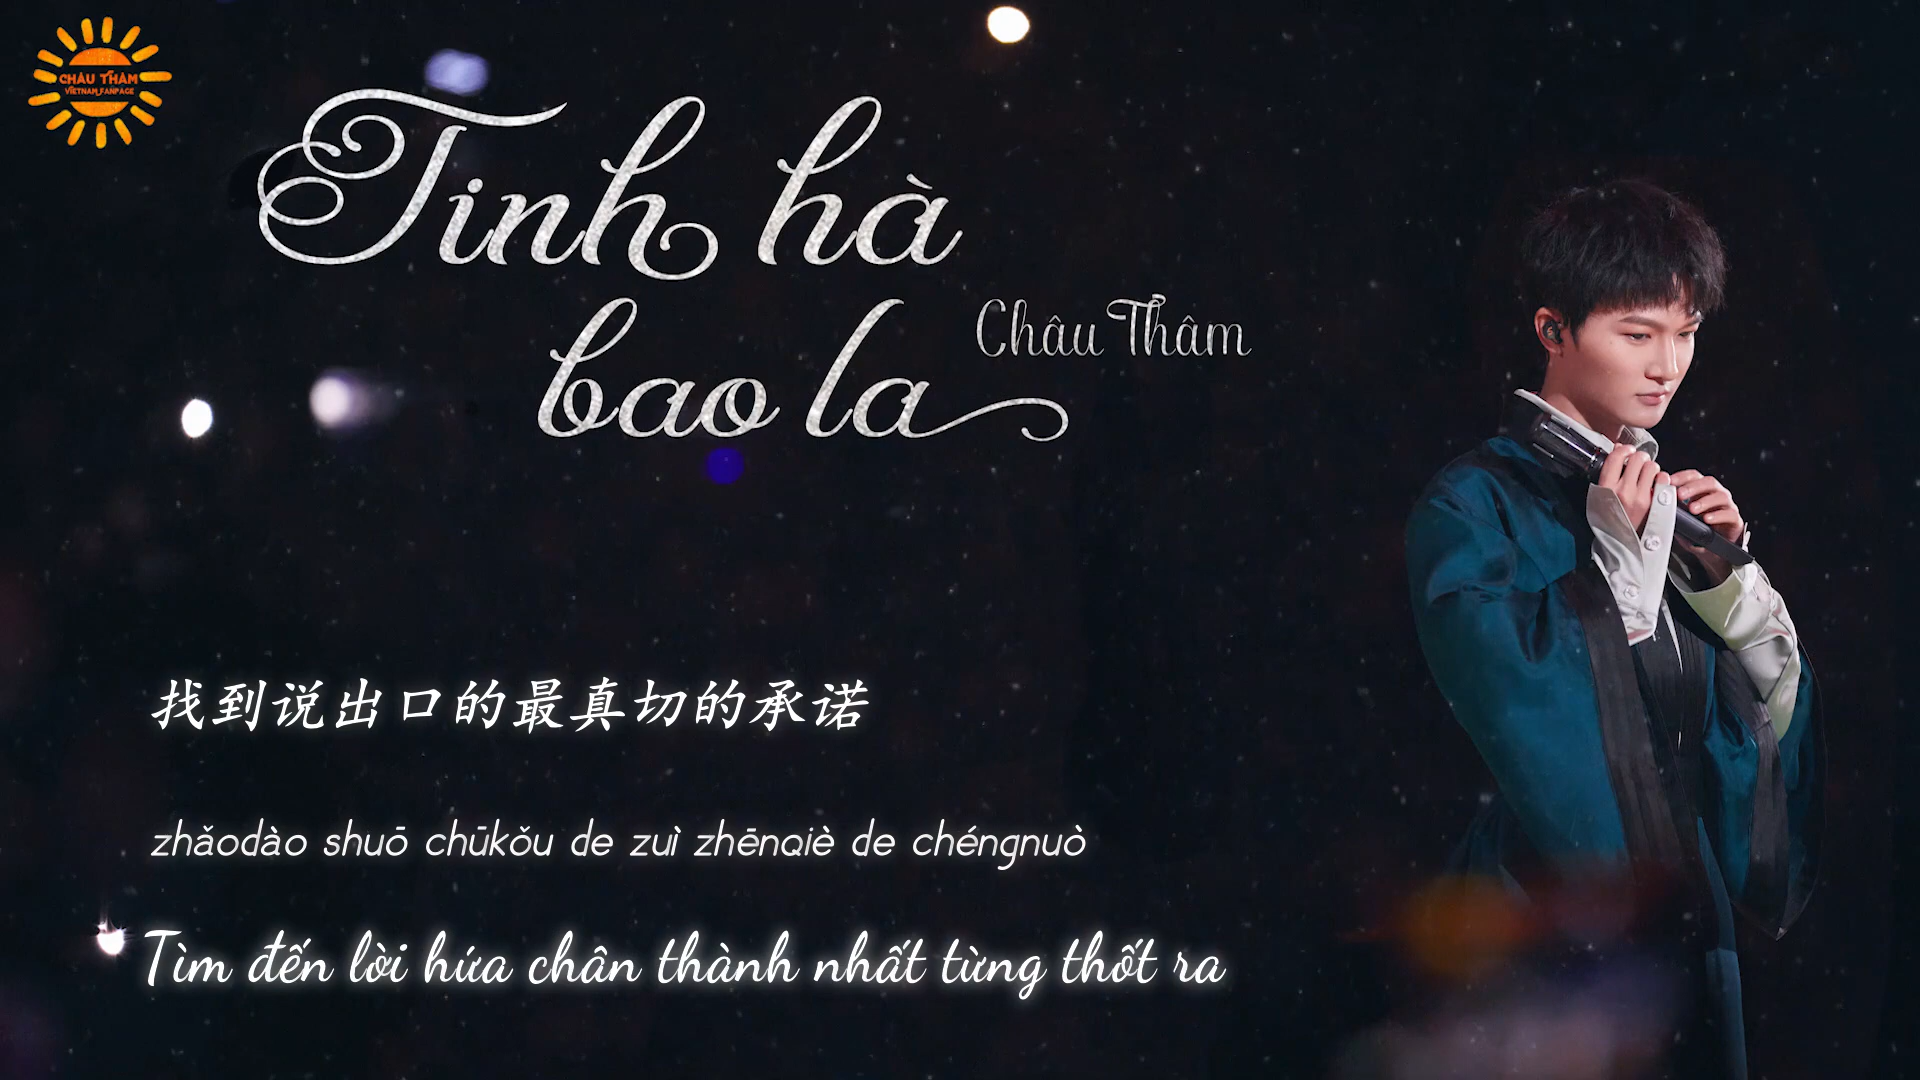 CHÂU THÂM
VIETNAM FANPAGE
Tinh hà
bao la
Châu Thâm
找到说出口的最真切的承诺
zhǎodào shuō chūkǒu de zuì zhēnqiè de chéngnuò
Tìm đến lời hứa chân thành nhất từng thốt ra